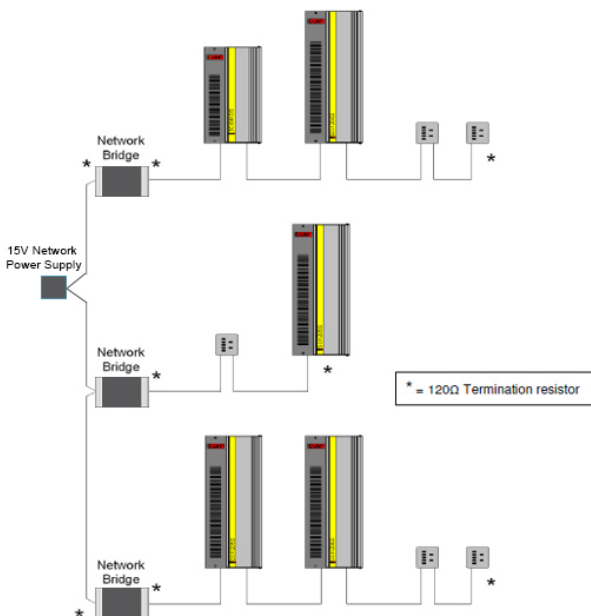 Network
Bridge
* *
*
15V Network
Power Supply
Network
Bridge
*
*
* = 120Ω Termination resistor
Network
Bridge
*
*
*